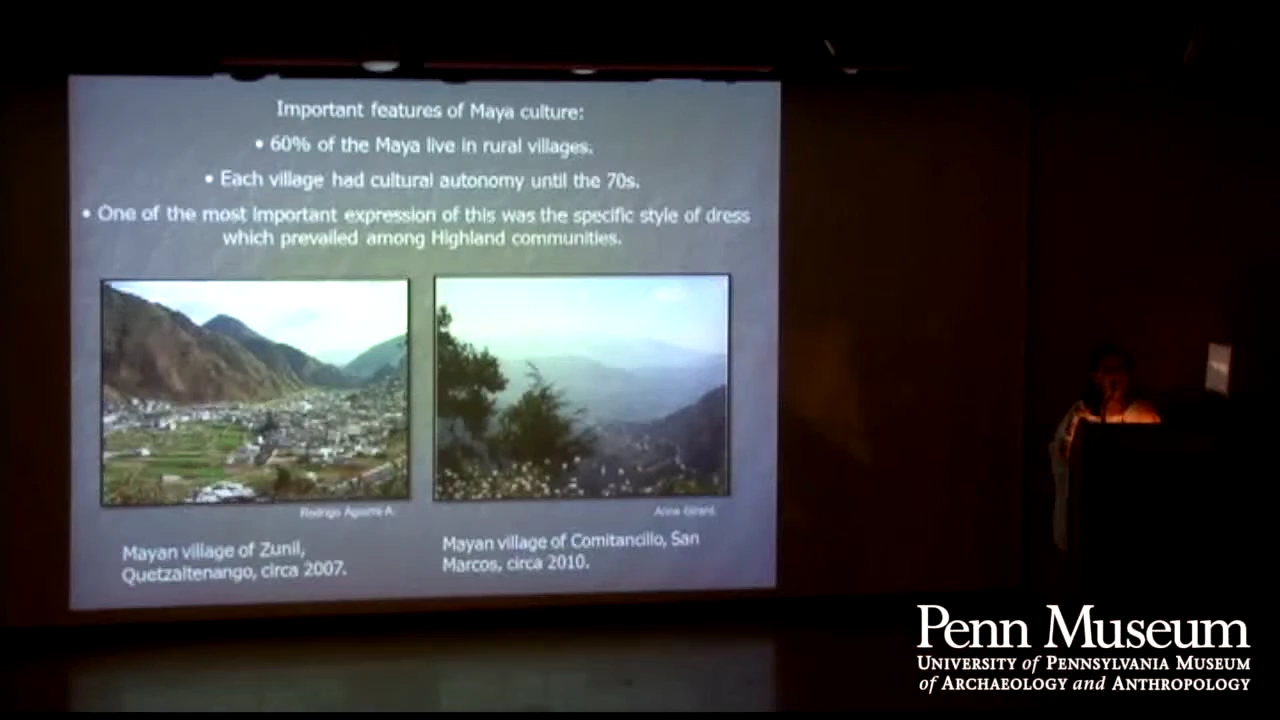 Important features of Maya culture:
• 60% of the Maya live in rural villages.
• Each village had cultural autonomy until the 70s.
• One of the most important expression of this was the specific style of dress
which prevailed among Highland communities.
Rodrigo Agurto A.
Anne Girard
Mayan village of Zunil,
Quetzaltenango, circa 2007.
Mayan village of Comitancillo, San
Marcos, circa 2010.
Penn Museum
UNIVERSITY of PENNSYLVANIA MUSEUM
of ARCHAEOLOGY and ANTHROPOLOGY